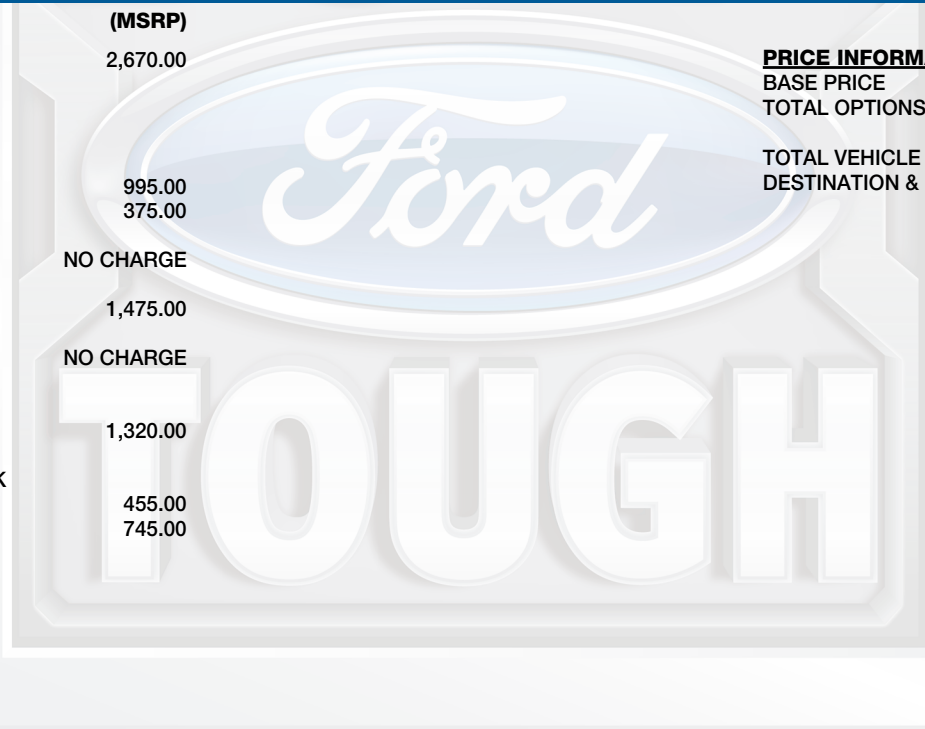 (MSRP)
2,670.00
995.00
375.00
NO CHARGE
1,475.00
NO CHARGE
1,320.00
K
455.00
745.00
PRICE INFORMA
BASE PRICE
TOTAL OPTIONS
TOTAL VEHICLE
DESTINATION &
Ford
TOUGH